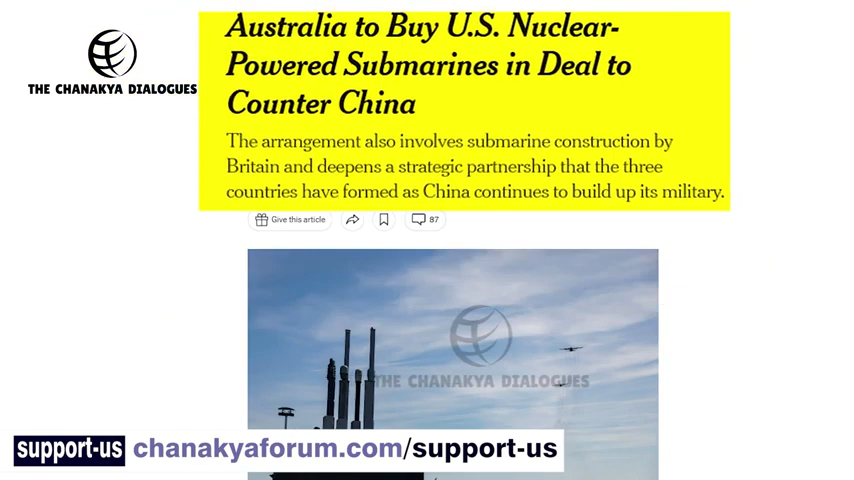 Australia to Buy U.S. Nuclear-
Powered Submarines in Deal to
Counter China
THE CHANAKYA DIALOGUES
The arrangement also involves submarine construction by
Britain and deepens a strategic partnership that the three
countries have formed as China continues to build up its military.
Give this article
87
THE CHANAKYA DIALOGUES
support-us chanakyaforum.com/support-us